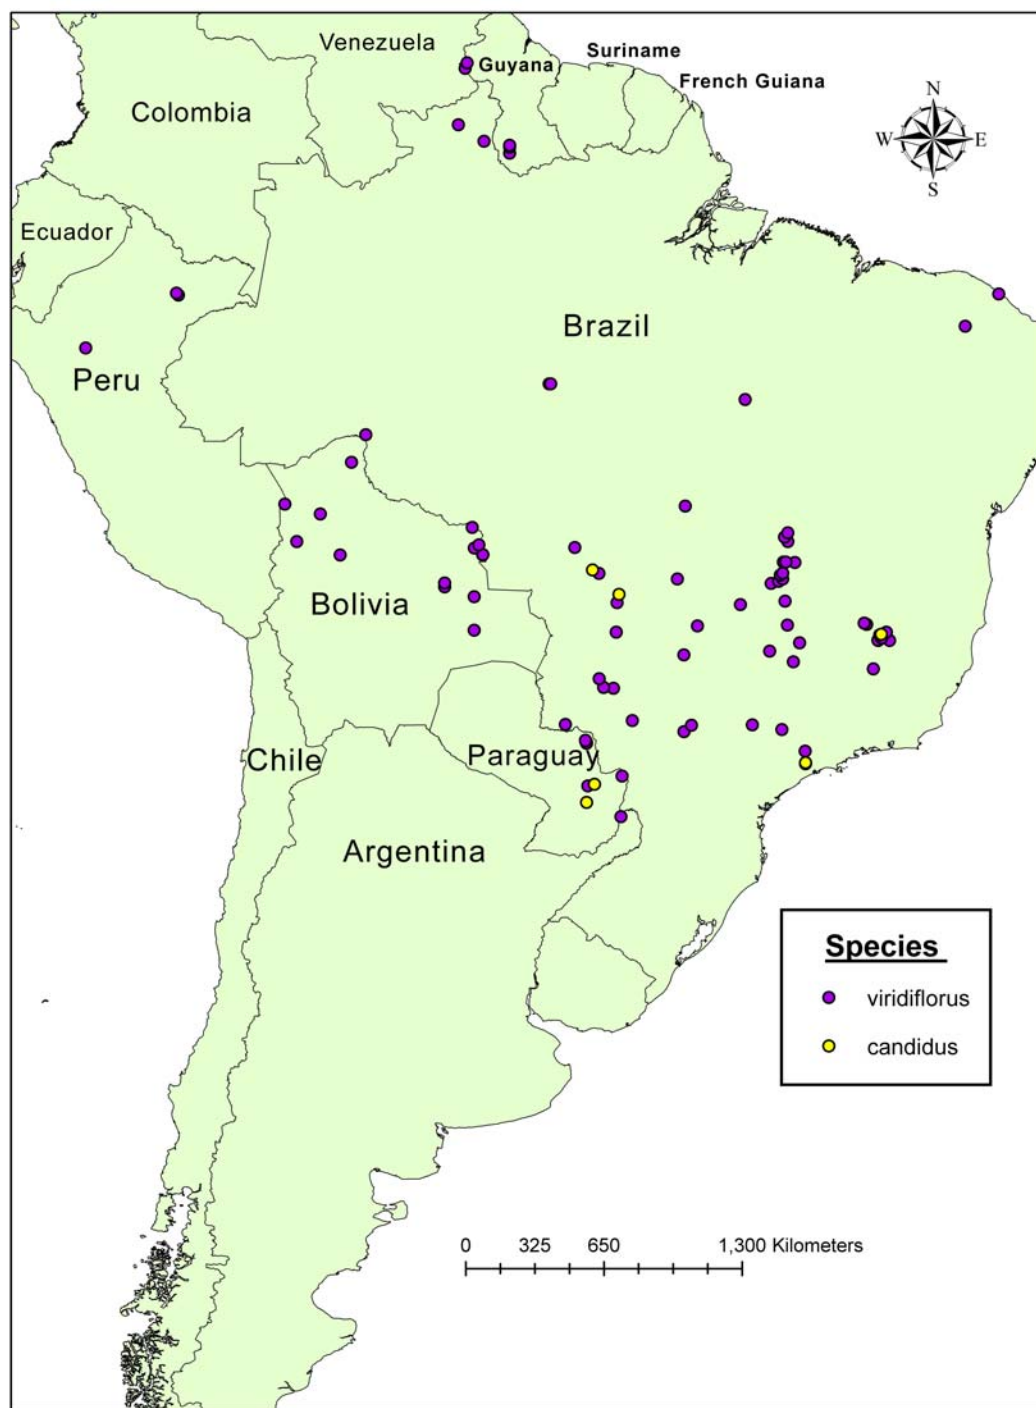 Venezuela
Suriname
Guyana
French Guiana
Colombia
N
W
E
S
Ecuador
Brazil
Peru
Bolivia
Chile
Paraguay
Argentina
Species
viridiflorus
candidus
0 325 650 1,300 Kilometers